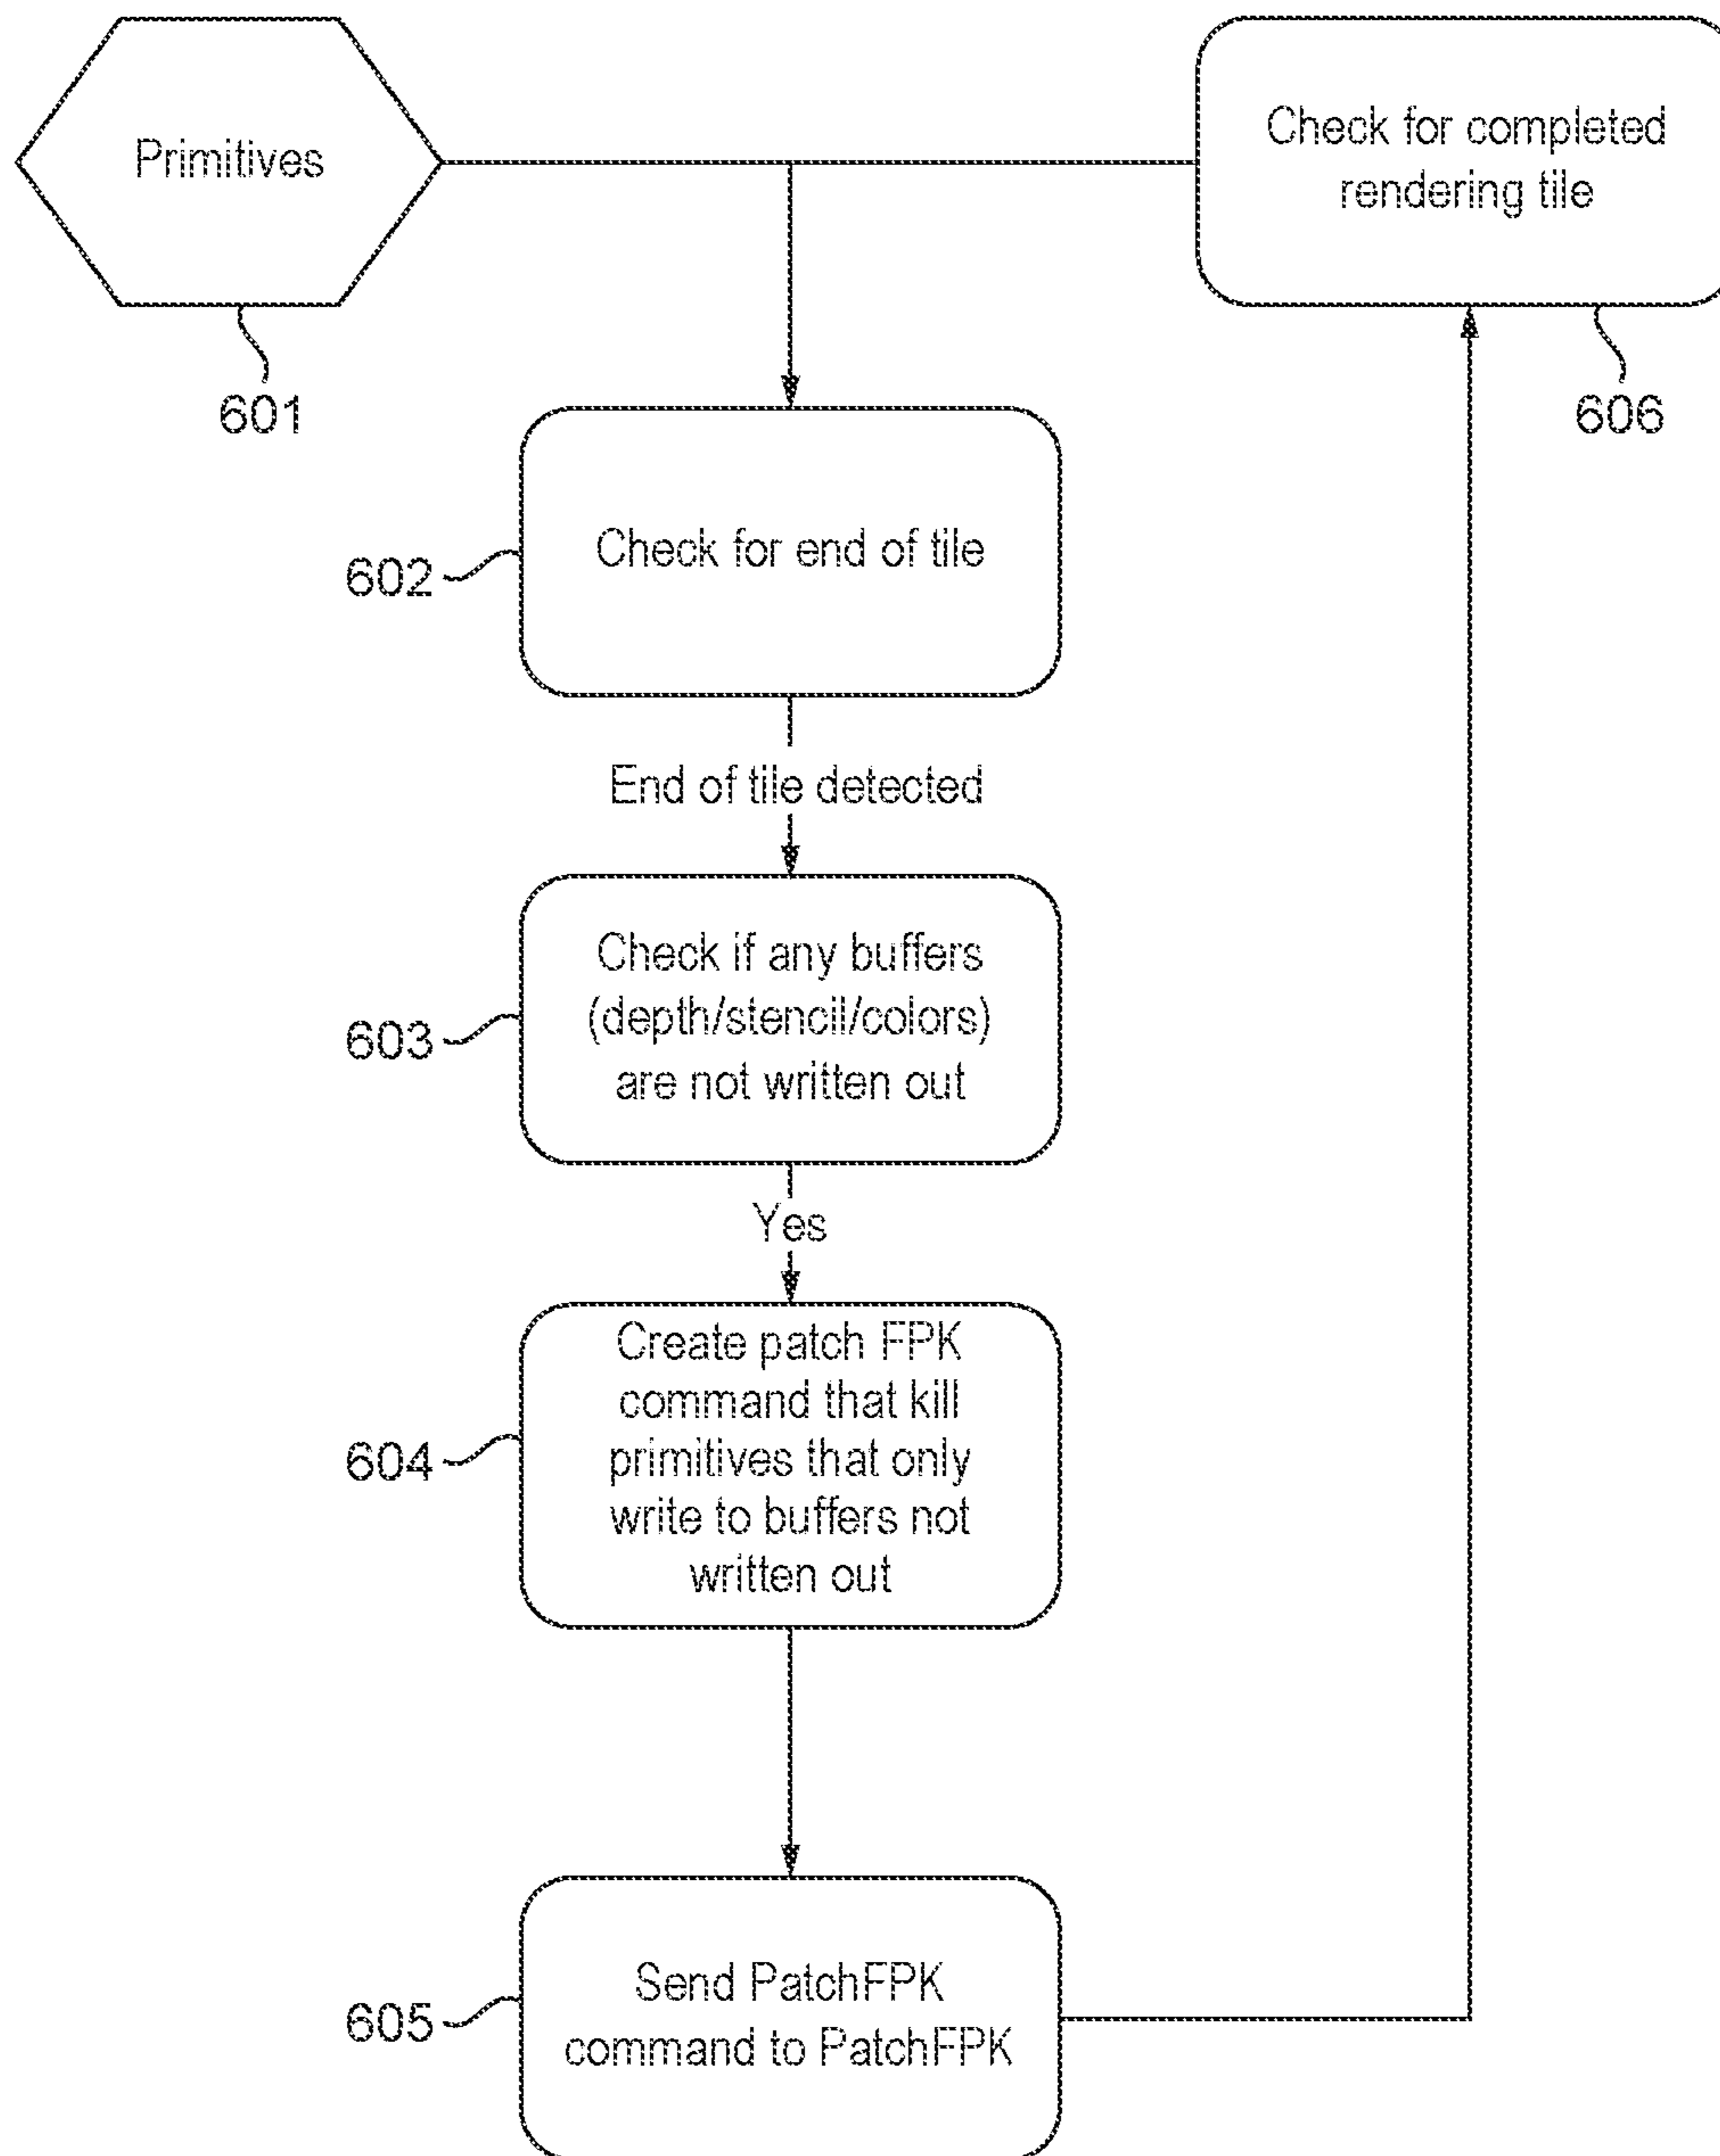 Primitives
601
Check for completed
rendering tile
606
Check for end of tile
602
End of tile detected
Check if any buffers
(depth/stencil/colors)
are not written out
603
Yes
Create patch FPK
command that kill
primitives that only
write to buffers not
written out
604
Send PatchFPK
command to PatchFPK
605